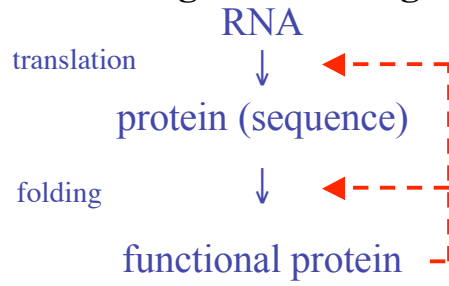 RNA
translation
protein (sequence)
folding
functional protein